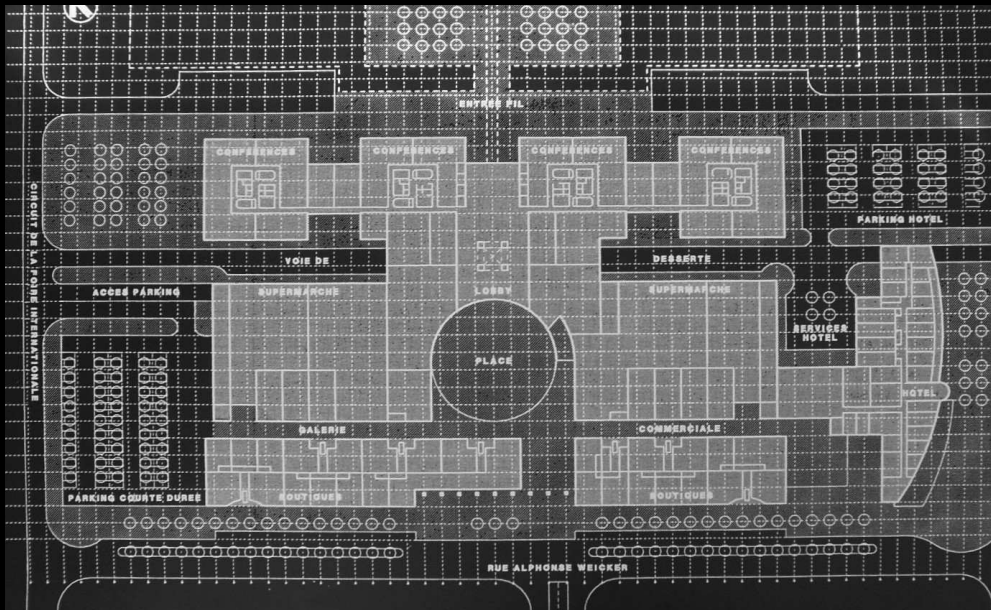 ENTREE FIL
CONFERENCES
CONFERENCES
CONFERENCES
CONFERENCES
PARKING HOTEL
VOIE DE
DESSERTE
ACCES PARKING
SUPERMARCHE
LOBBY
SUPERMARCHE
CIRCUIT DE LA FOIRE INTERNATIONALE
SERVICES
HOTEL
PLACE
HOTEL
GALERIE
COMMERCIALE
PARKING COURTE DUREE
BOUTIQUES
BOUTIQUES
RUE ALPHONSE WEICKER